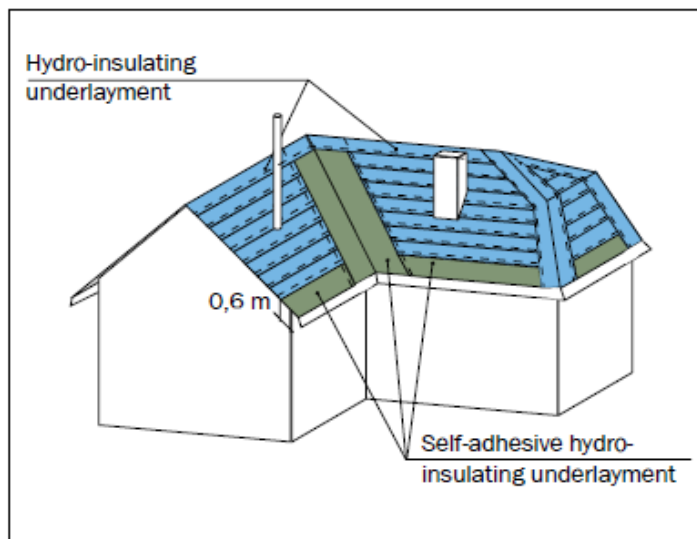 Hydro-insulating
underlayment
0,6 m
Self-adhesive hydro-
insulating underlayment